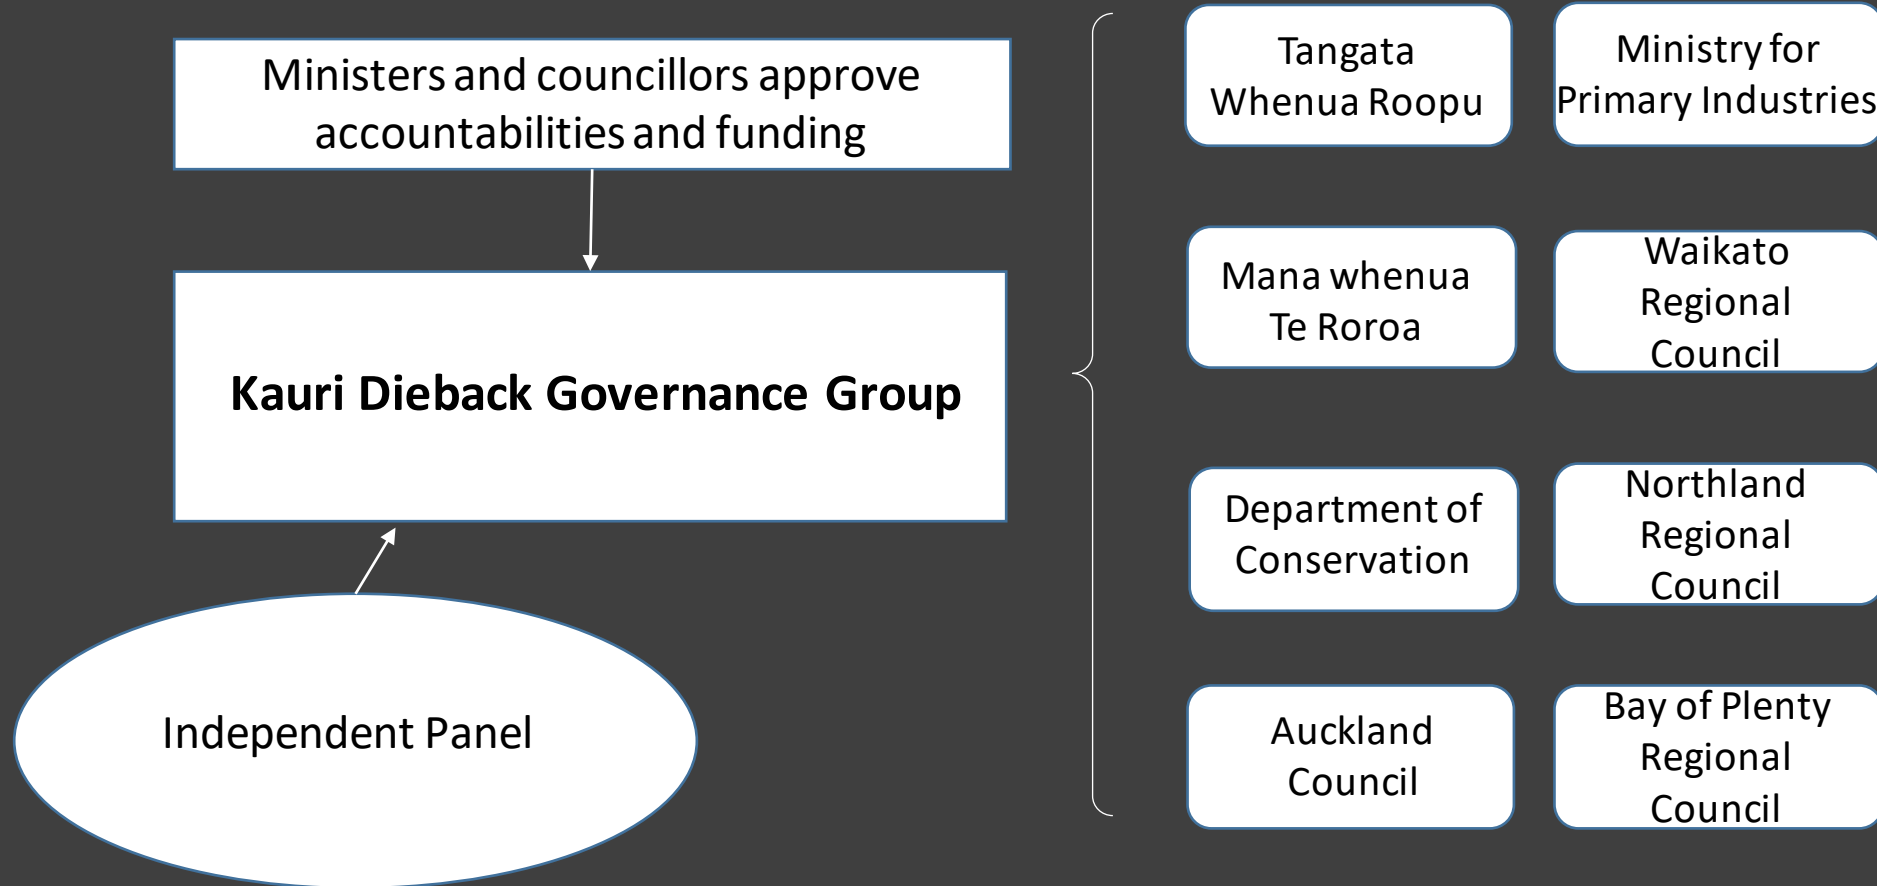 Ministers and councillors approve
accountabilities and funding
Kauri Dieback Governance Group
Independent Panel
Tangata
Whenua Roopu
Ministry for
Primary Industries
Mana whenua
Te Roroa
Waikato
Regional
Council
Department of
Conservation
Northland
Regional
Council
Auckland
Council
Bay of Plenty
Regional
Council